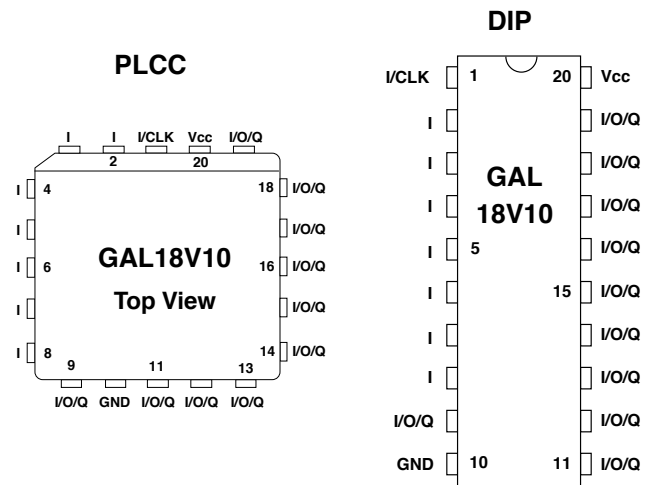 DIP
PLCC
I/CLK 1 20 Vcc
I I/O/Q
I I I/CLK Vcc I/O/Q
2 20
I I/O/Q
I 4 18 I/O/Q
I GAL I/O/Q
18V10
I/O/Q
I 5 I/O/Q
I 6 GAL18V10 16 I/O/Q
Top View
I 15 I/O/Q
I I/O/Q
I I/O/Q
I 8 14 I/O/Q
9 11 13
I I/O/Q
I/O/Q GND I/O/Q I/O/Q I/O/Q
I/O/Q I/O/Q
GND 10 11 I/O/Q